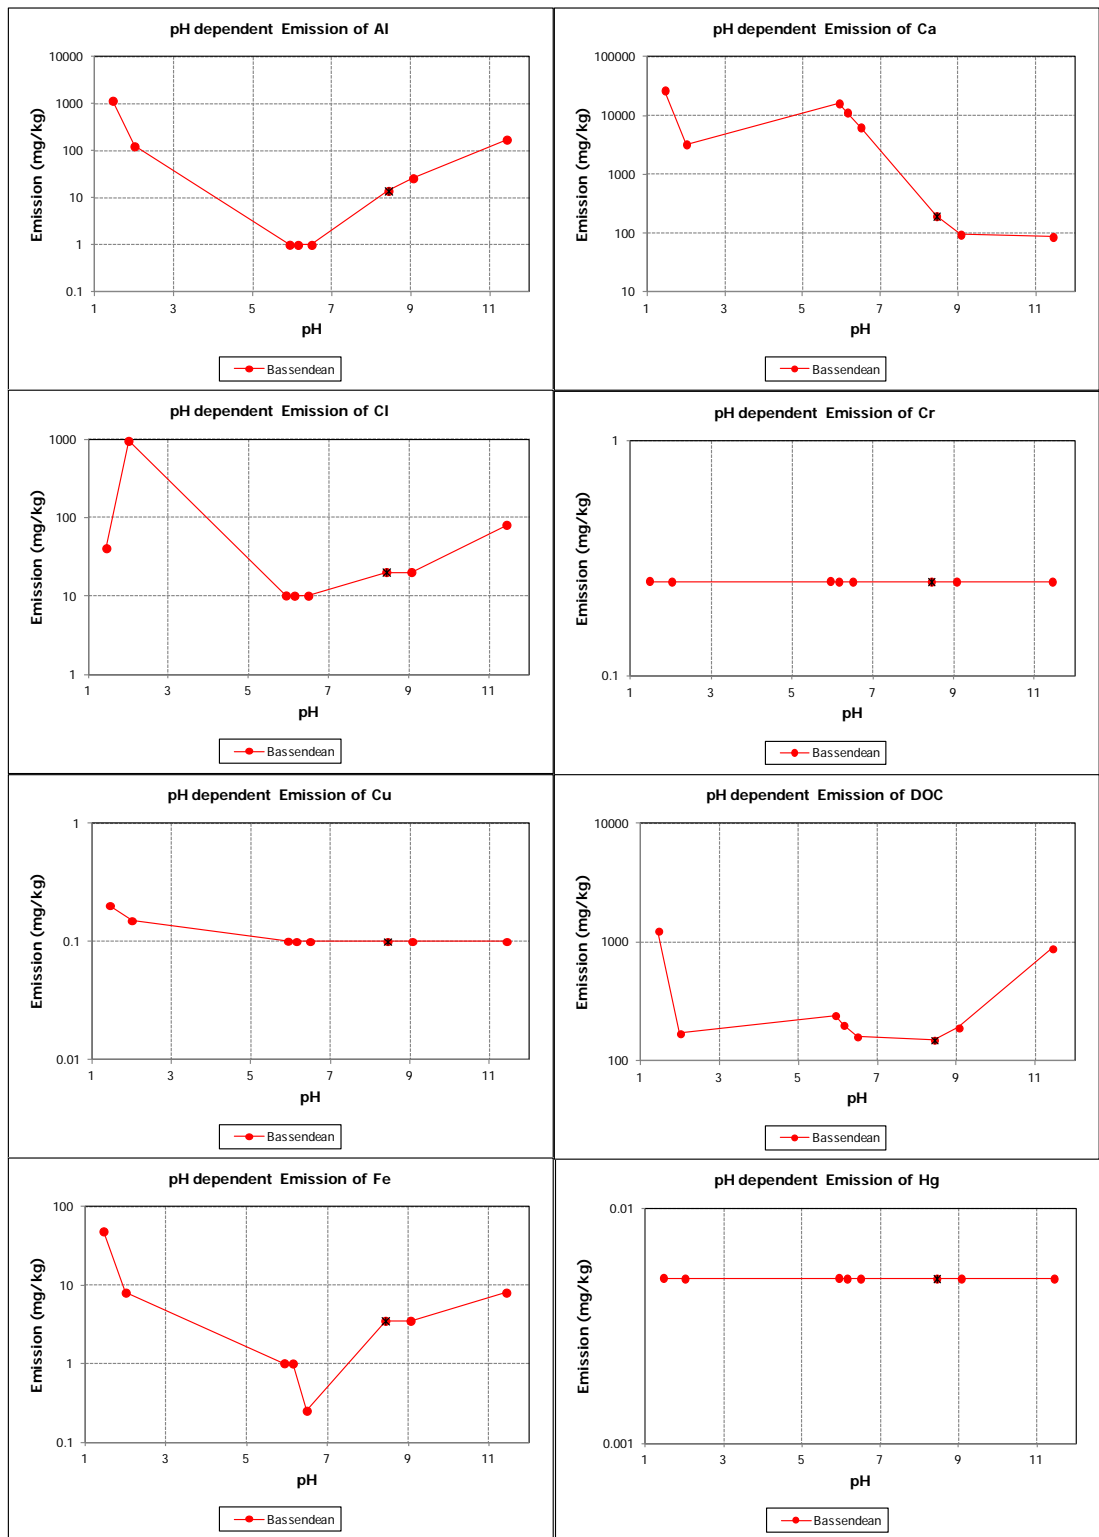 pH dependent Emission of Al
10000
1000
100
10
1
0.1
Emission (mg/kg)
1 3 5 7 9 11
pH
Bassendean
pH dependent Emission of Ca
100000
10000
1000
100
10
Emission (mg/kg)
1 3 5 7 9 11
pH
Bassendean
pH dependent Emission of Cl
1000
100
10
1
Emission (mg/kg)
1 3 5 7 9 11
pH
Bassendean
pH dependent Emission of Cr
1
0.1
Emission (mg/kg)
1 3 5 7 9 11
pH
Bassendean
pH dependent Emission of Cu
1
0.1
0.01
Emission (mg/kg)
1 3 5 7 9 11
pH
Bassendean
pH dependent Emission of DOC
10000
1000
100
Emission (mg/kg)
1 3 5 7 9 11
pH
Bassendean
pH dependent Emission of Fe
100
10
1
0.1
Emission (mg/kg)
1 3 5 7 9 11
pH
Bassendean
pH dependent Emission of Hg
0.01
0.001
Emission (mg/kg)
1 3 5 7 9 11
pH
Bassendean